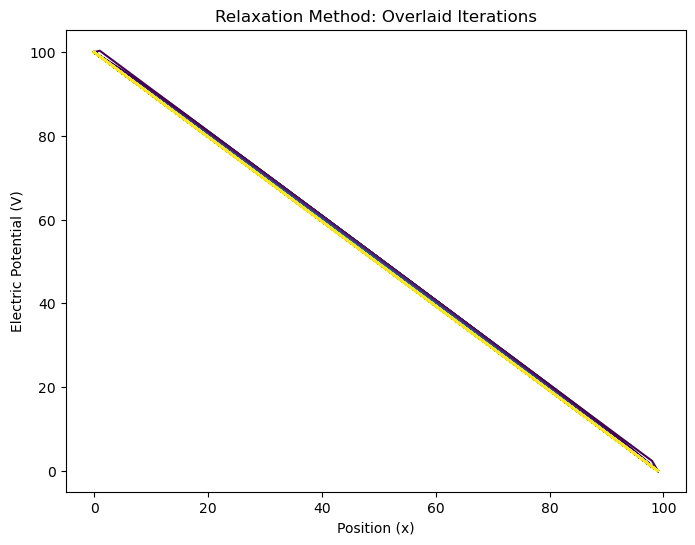 Relaxation Method: Overlaid Iterations
Electric Potential (V)
100
80
60
40
20
0
0 20 40 60 80 100
Position (x)